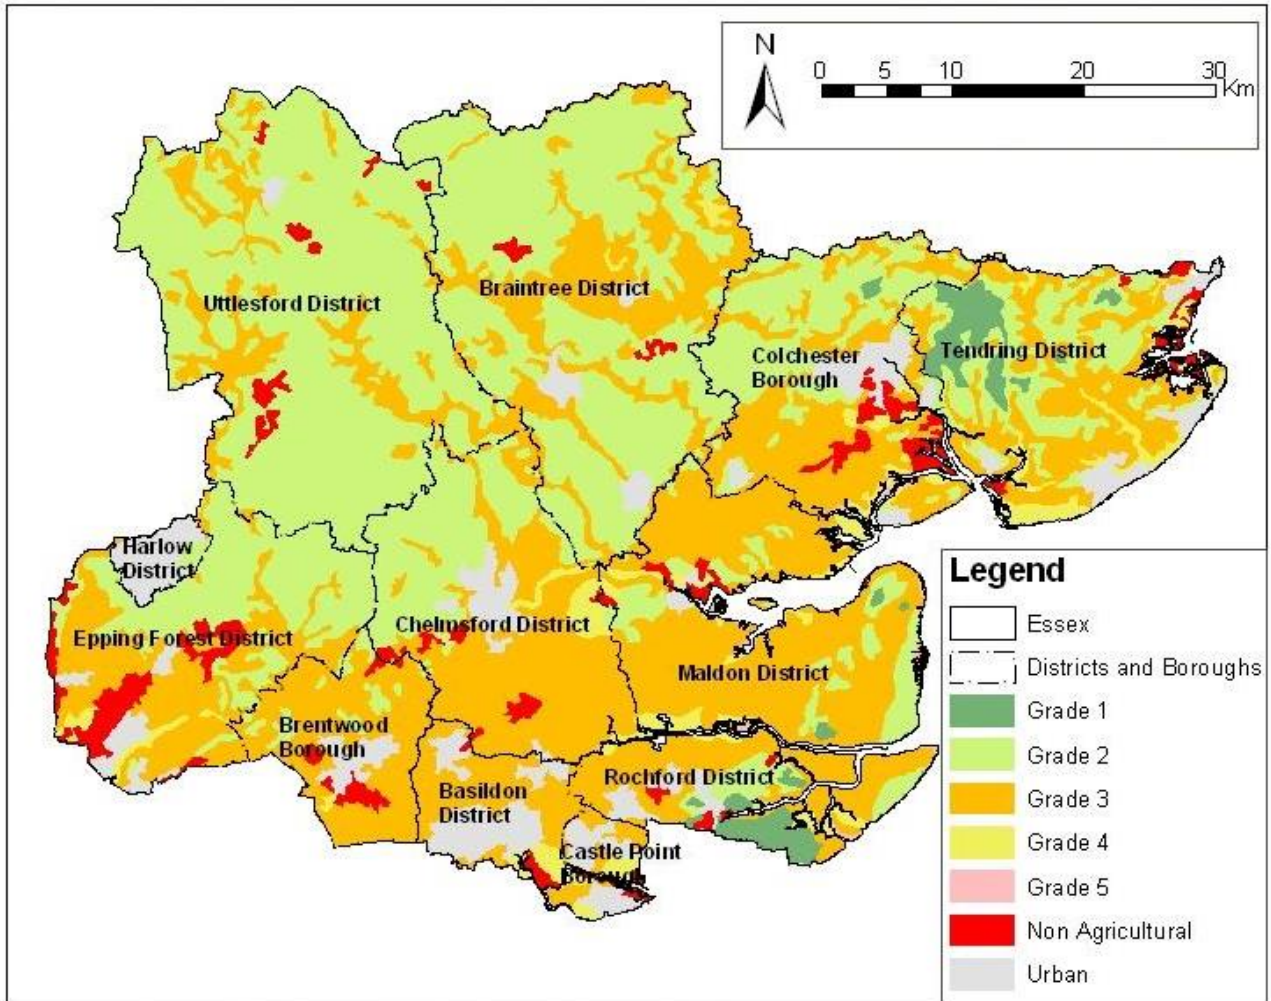 N
0 5 10 20 30
Km
Uttlesford District
Braintree District
Colchester
Borough
Tendring District
Harlow
District
Epping Forest District
Chelmsford District
Maldon District
Brentwood
Borough
Basildon
District
Rochford District
Castle Point
Borough
Legend
Essex
Districts and Boroughs
Grade 1
Grade 2
Grade 3
Grade 4
Grade 5
Non Agricultural
Urban